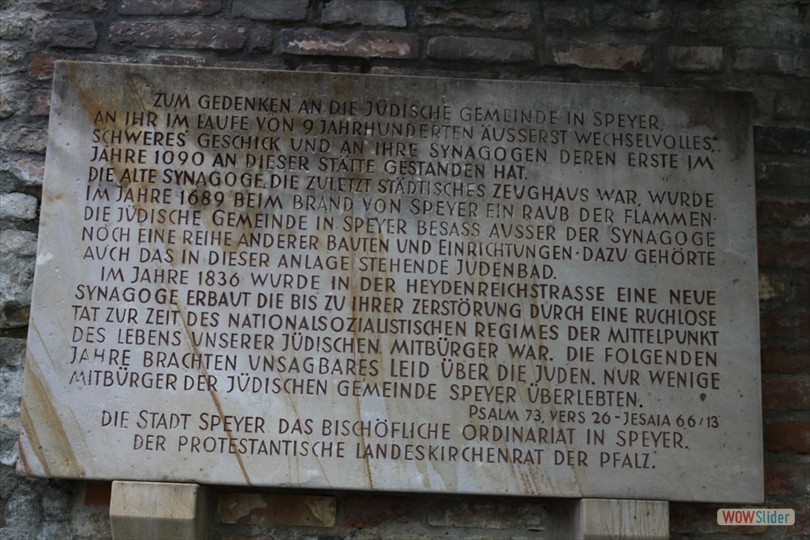 ZUM GEDENKEN AN DIE JÜDISCHE GEMEINDE IN SPEYER,
AN IHR IM LAUFE VON 9 JAHRHUNDERTEN ÄUSSERST WECHSELVOLLES,
SCHWERES GESCHICK UND AN IHRE SYNAGOGEN DEREN ERSTE IM
JAHRE 1090 AN DIESER STÄTTE GESTANDEN HAT.
DIE ALTE SYNAGOGE, DIE ZULETZT STÄDTISCHES ZEUGHAUS WAR, WURDE
IM JAHRE 1689 BEIM BRAND VON SPEYER EIN RAUB DER FLAMMEN·
DIE JÜDISCHE GEMEINDE IN SPEYER BESASS AUSSER DER SYNAGOGE
NOCH EINE REIHE ANDERER BAUTEN UND EINRICHTUNGEN· DAZU GEHÖRTE
AUCH DAS IN DIESER ANLAGE STEHENDE JUDENBAD.
IM JAHRE 1836 WURDE IN DER HEYDENREICHSTRASSE EINE NEUE
SYNAGOGE ERBAUT DIE BIS ZU IHRER ZERSTÖRUNG DURCH EINE RUCHLOSE
TAT ZUR ZEIT DES NATIONALSOZIALISTISCHEN REGIMES DER MITTELPUNKT
DES LEBENS UNSERER JÜDISCHEN MITBÜRGER WAR. DIE FOLGENDEN
JAHRE BRACHTEN UNSAGBARES LEID ÜBER DIE JUDEN. NUR WENIGE
MITBÜRGER DER JÜDISCHEN GEMEINDE SPEYER ÜBERLEBTEN.
PSALM 73, VERS 26 - JESAIA 66/13
DIE STADT SPEYER. DAS BISCHÖFLICHE ORDINARIAT IN SPEYER.
DER PROTESTANTISCHE LANDESKIRCHENRAT DER PFALZ.
WOWSlider